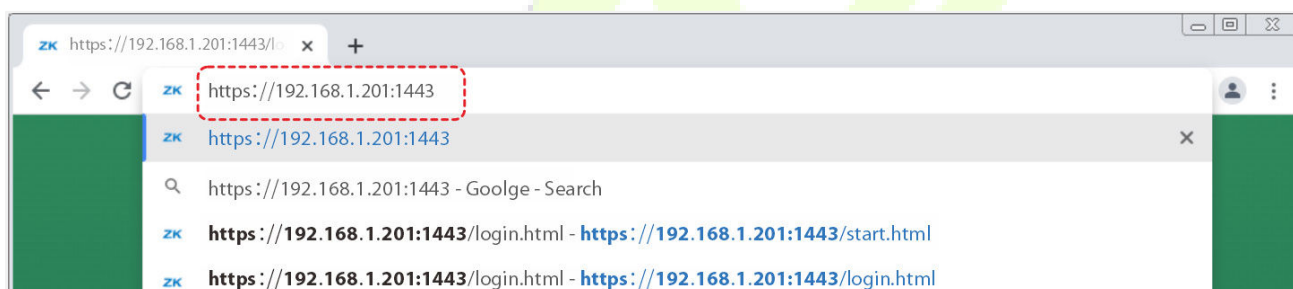 ZK https://192.168.1.201:1443/lo
ZK https://192.168.1.201:1443
ZK https://192.168.1.201:1443
https://192.168.1.201:1443 - Goolge - Search
ZK https://192.168.1.201:1443/login.html - https://192.168.1.201:1443/start.html
ZK https://192.168.1.201:1443/login.html - https://192.168.1.201:1443/login.html